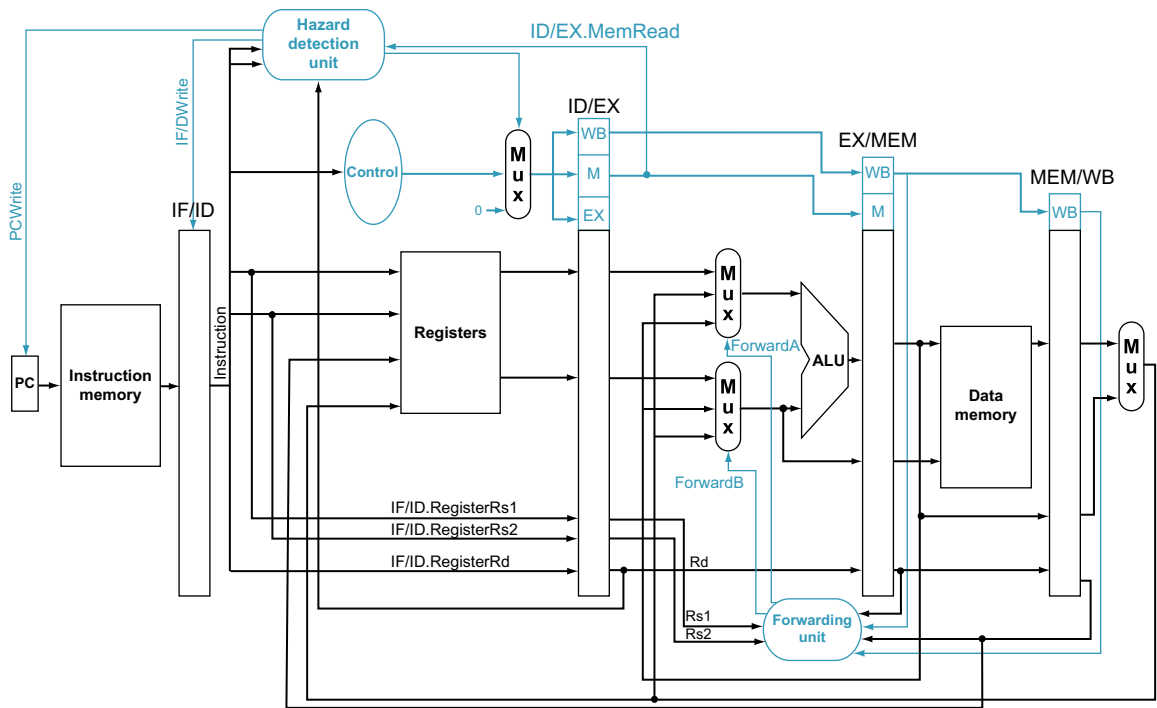 Hazard
detection
unit
ID/EX.MemRead
PCWrite
IF/DWrite
ID/EX
EX/MEM
MEM/WB
IF/ID
Control
0
M
u
x
WB
M
EX
WB
M
WB
PC
Instruction
memory
Instruction
Registers
M
u
x
ForwardA
M
u
x
ForwardB
ALU
Data
memory
M
u
x
IF/ID.RegisterRs1
IF/ID.RegisterRs2
IF/ID.RegisterRd
Rd
Rs1
Rs2
Forwarding
unit